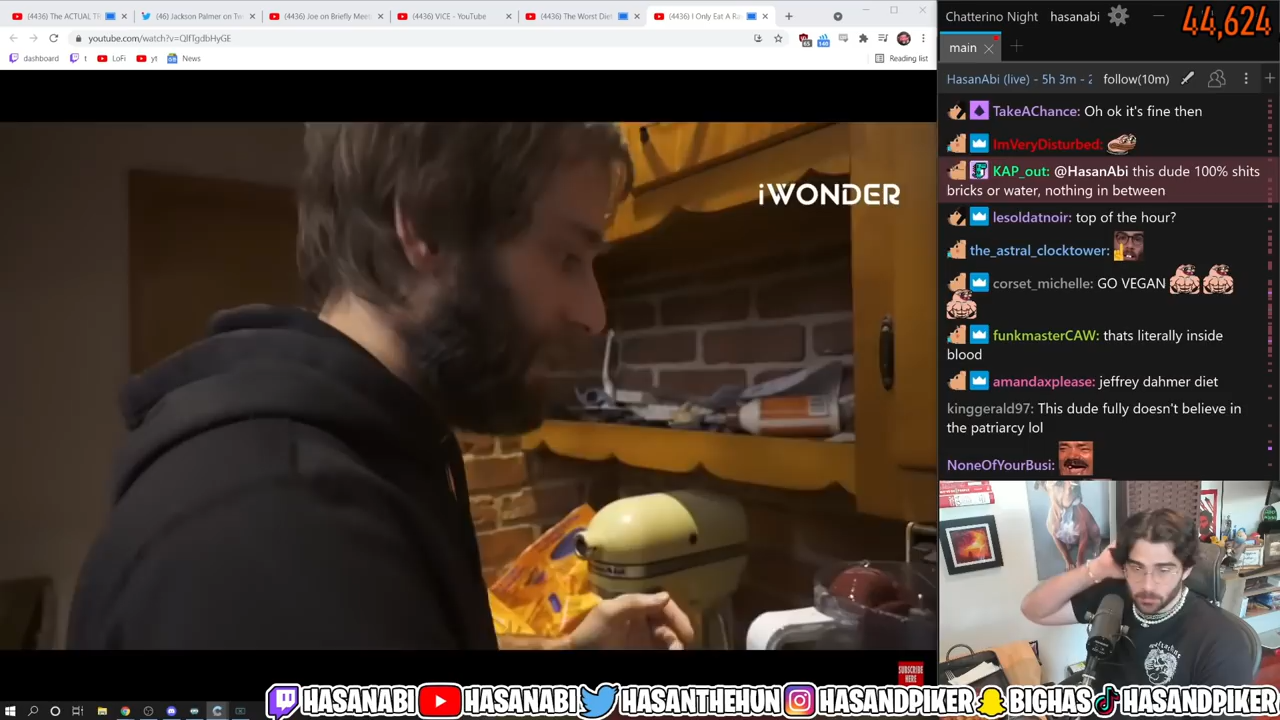 (4436) The ACTUAL TR
(46) Jackson Palmer on Tw
(4436) Joe on Briefly Meet
(4436) VICE - YouTube
(4436) The Worst Die
(4436) I Only Eat A Ra
youtube.com/watch?v=QlfTgdbHyGE
dashboard
t
LoFi
yt
News
Reading list
iWONDER
SUBSCRIBE
HERE
Chatterino Night
hasanabi
44,624
main
HasanAbi (live) - 5h 3m - 2
follow(10m)
TakeAChance: Oh ok it's fine then
ImVeryDisturbed:
KAP_out: @HasanAbi this dude 100% shits
bricks or water, nothing in between
lesoldatnoir: top of the hour?
the_astral_clocktower:
corset_michelle: GO VEGAN
funkmasterCAW: thats literally inside
blood
amandaxplease: jeffrey dahmer diet
kinggerald97: This dude fully doesn't believe in
the patriarcy lol
NoneOfYourBusi:
HASANABI HASANABI HASANTHEHUN HASANDPIKER BIGHAS HASANDPIKER